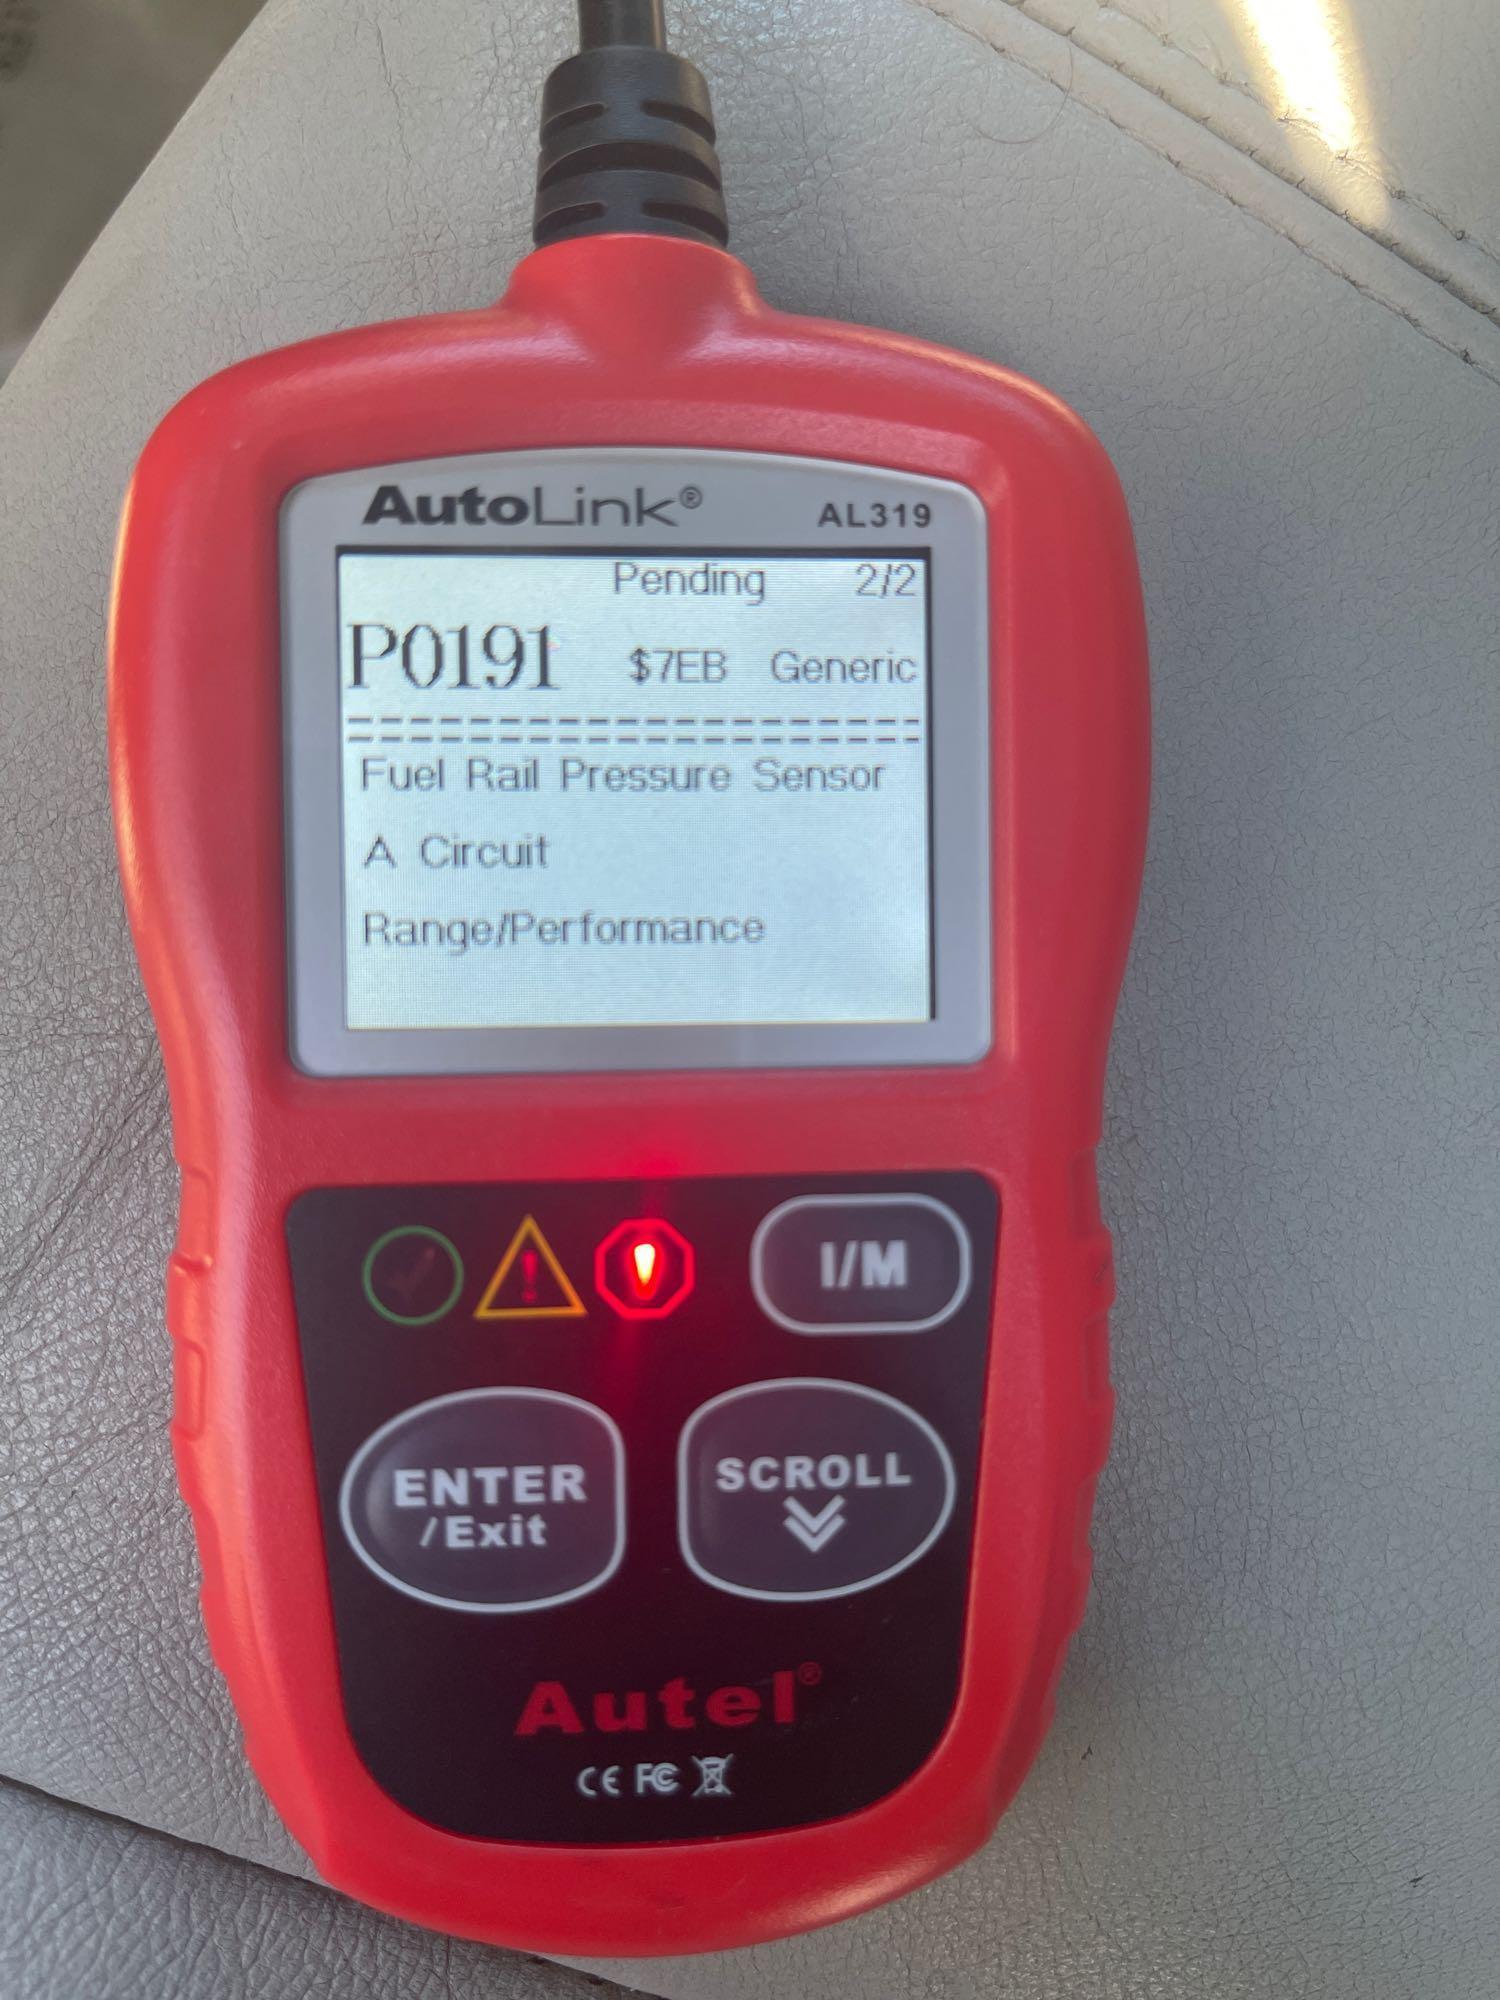 AutoLink® AL319
Pending 2/2
P0191 $7EB Generic
Fuel Rail Pressure Sensor
A Circuit
Range/Performance
I/M
ENTER
/Exit
SCROLL
Autel®
CE FC